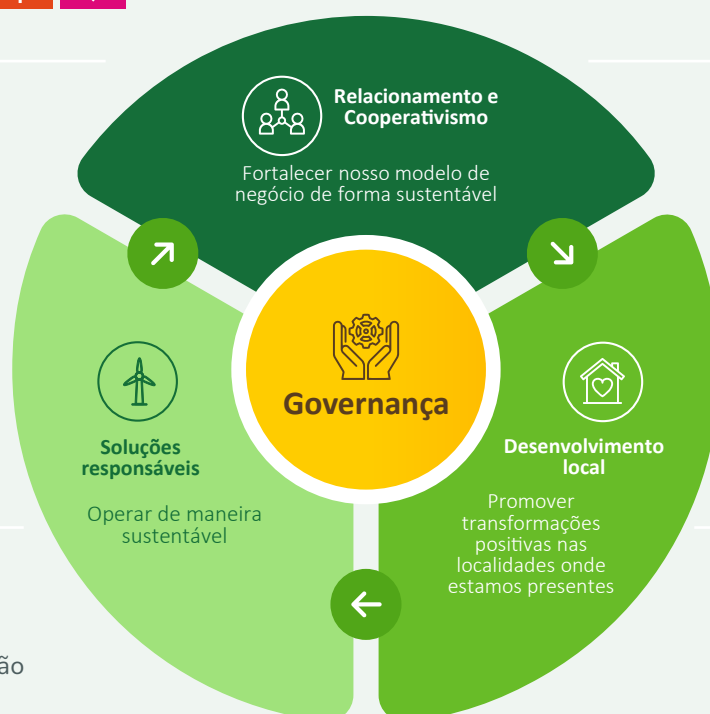 Relacionamento e
Cooperativismo
Fortalecer nosso modelo de
negócio de forma sustentável
Governança
Soluções
responsáveis
Operar de maneira
sustentável
Desenvolvimento
local
Promover
transformações
positivas nas
localidades onde
estamos presentes
ão